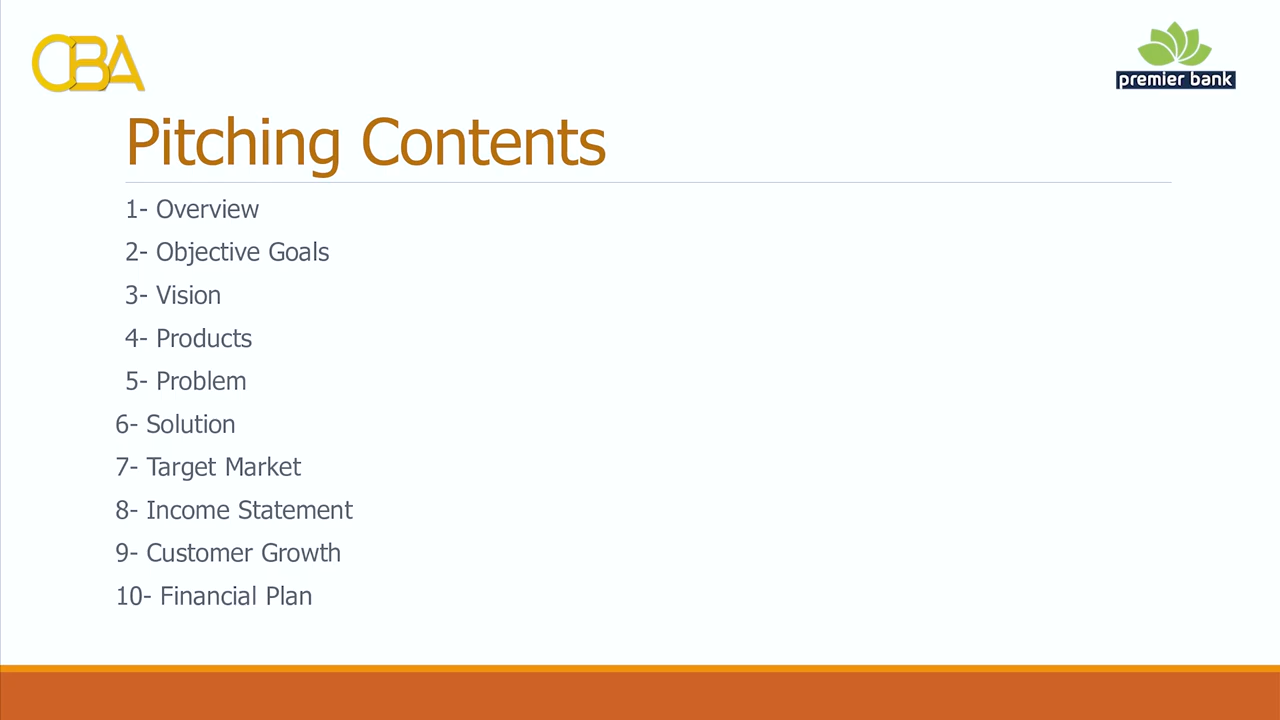 CBA
premier bank
Pitching Contents
1- Overview
2- Objective Goals
3- Vision
4- Products
5- Problem
6- Solution
7- Target Market
8- Income Statement
9- Customer Growth
10- Financial Plan